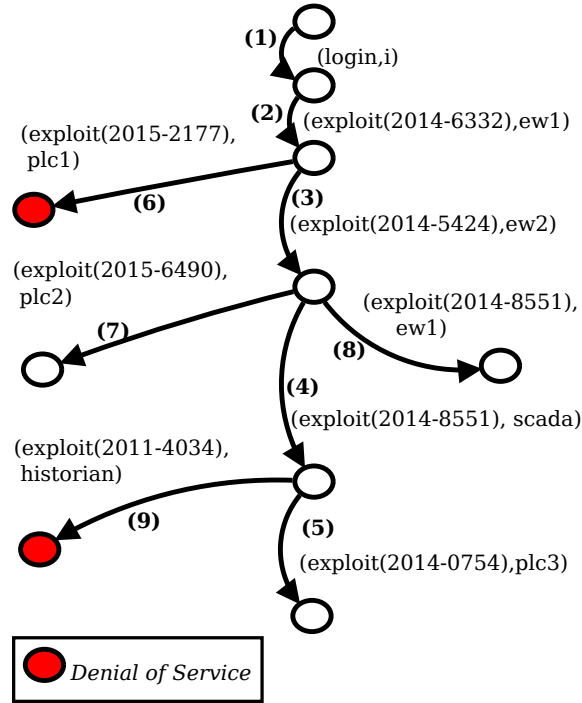 (1)
(login,i)
(2)
(exploit(2014-6332),ew1)
(exploit(2015-2177),
plc1)
(6)
(3)
(exploit(2014-5424),ew2)
(exploit(2015-6490),
plc2)
(7)
(exploit(2014-8551),
ew1)
(8)
(4)
(exploit(2014-8551), scada)
(exploit(2011-4034),
historian)
(9)
(5)
(exploit(2014-0754),plc3)
Denial of Service